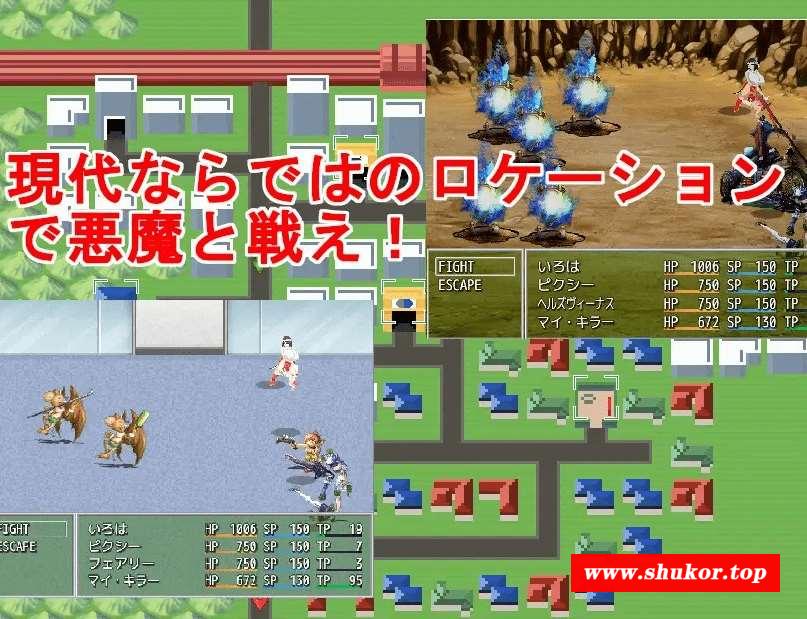 現代ならではのロケーション
で悪魔と戦え！
FIGHT
ESCAPE
いろは HP 1006 SP 150 TP
ピクシー HP 750 SP 150 TP
ヘルズヴィーナス HP 750 SP 150 TP
マイ・キラー HP 672 SP 130 TP
FIGHT
ESCAPE
いろは HP 1006 SP 150 TP 19
ピクシー HP 750 SP 150 TP 7
フェアリー HP 750 SP 150 TP 3
マイ・キラー HP 672 SP 130 TP 95
www.shukor.top